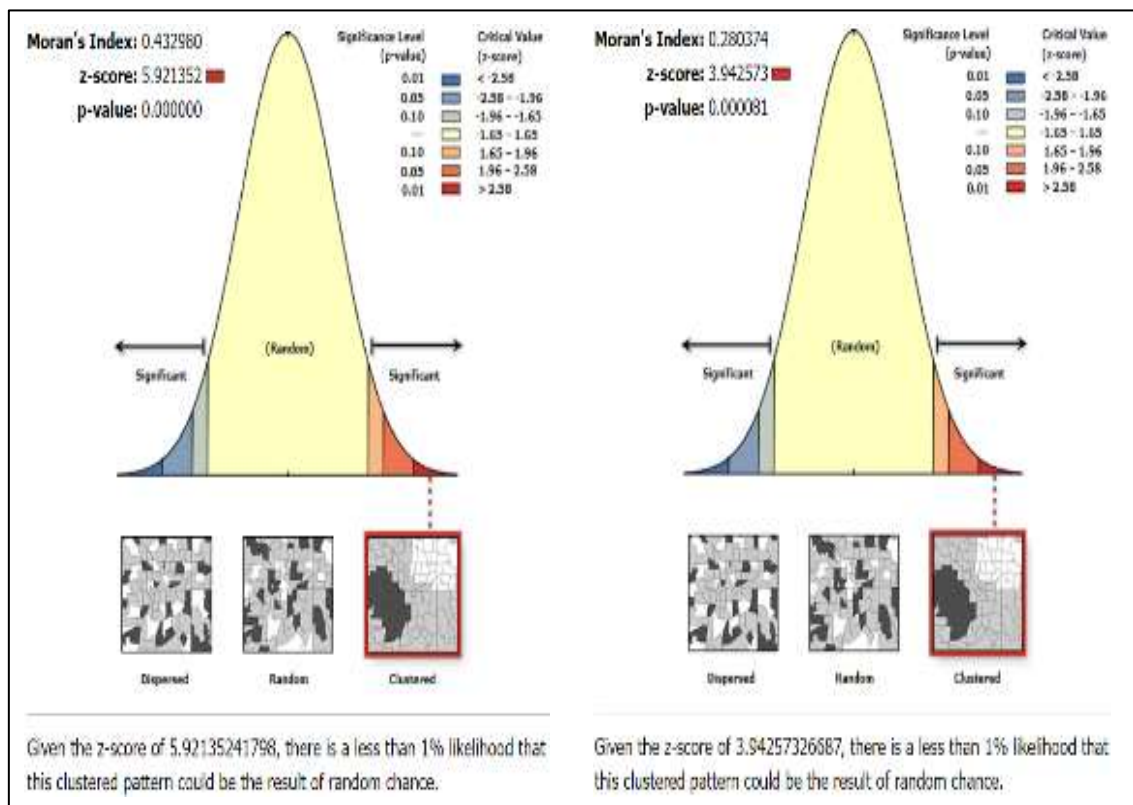 Moran's Index: 0.432980
z-score: 5.921352
p-value: 0.000000
Significance Level
(p-value)
Critical Value
(z-score)
0.01 < -2.58
0.05 -2.58 - -1.96
0.10 -1.96 - -1.65
— -1.65 - 1.65
0.10 1.65 - 1.96
0.05 1.96 - 2.58
0.01 > 2.58
(Random)
Significant
Significant
Dispersed
Random
Clustered
Given the z-score of 5.92135241798, there is a less than 1% likelihood that
this clustered pattern could be the result of random chance.
Moran's Index: 0.280374
z-score: 3.942573
p-value: 0.000081
Significance Level
(p-value)
Critical Value
(z-score)
0.01 < -2.58
0.05 -2.58 - -1.96
0.10 -1.96 - -1.65
— -1.65 - 1.65
0.10 1.65 - 1.96
0.05 1.96 - 2.58
0.01 > 2.58
(Random)
Significant
Significant
Dispersed
Random
Clustered
Given the z-score of 3.94257326687, there is a less than 1% likelihood that
this clustered pattern could be the result of random chance.